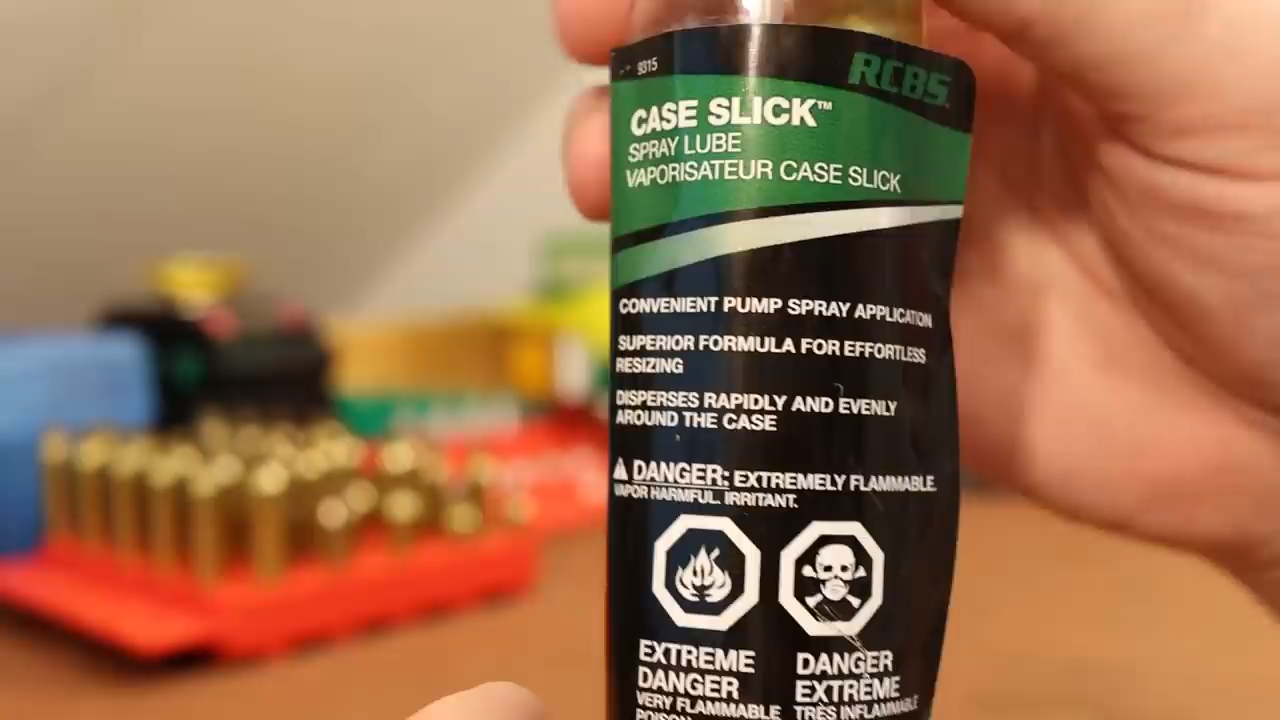 9315
RCBS
CASE SLICK™
SPRAY LUBE
VAPORISATEUR CASE SLICK
CONVENIENT PUMP SPRAY APPLICATION
SUPERIOR FORMULA FOR EFFORTLESS
RESIZING
DISPERSES RAPIDLY AND EVENLY
AROUND THE CASE
DANGER: EXTREMELY FLAMMABLE.
VAPOR HARMFUL. IRRITANT.
EXTREME
DANGER
VERY FLAMMABLE
POISON
DANGER
EXTRÊME
TRÈS INFLAMMABLE